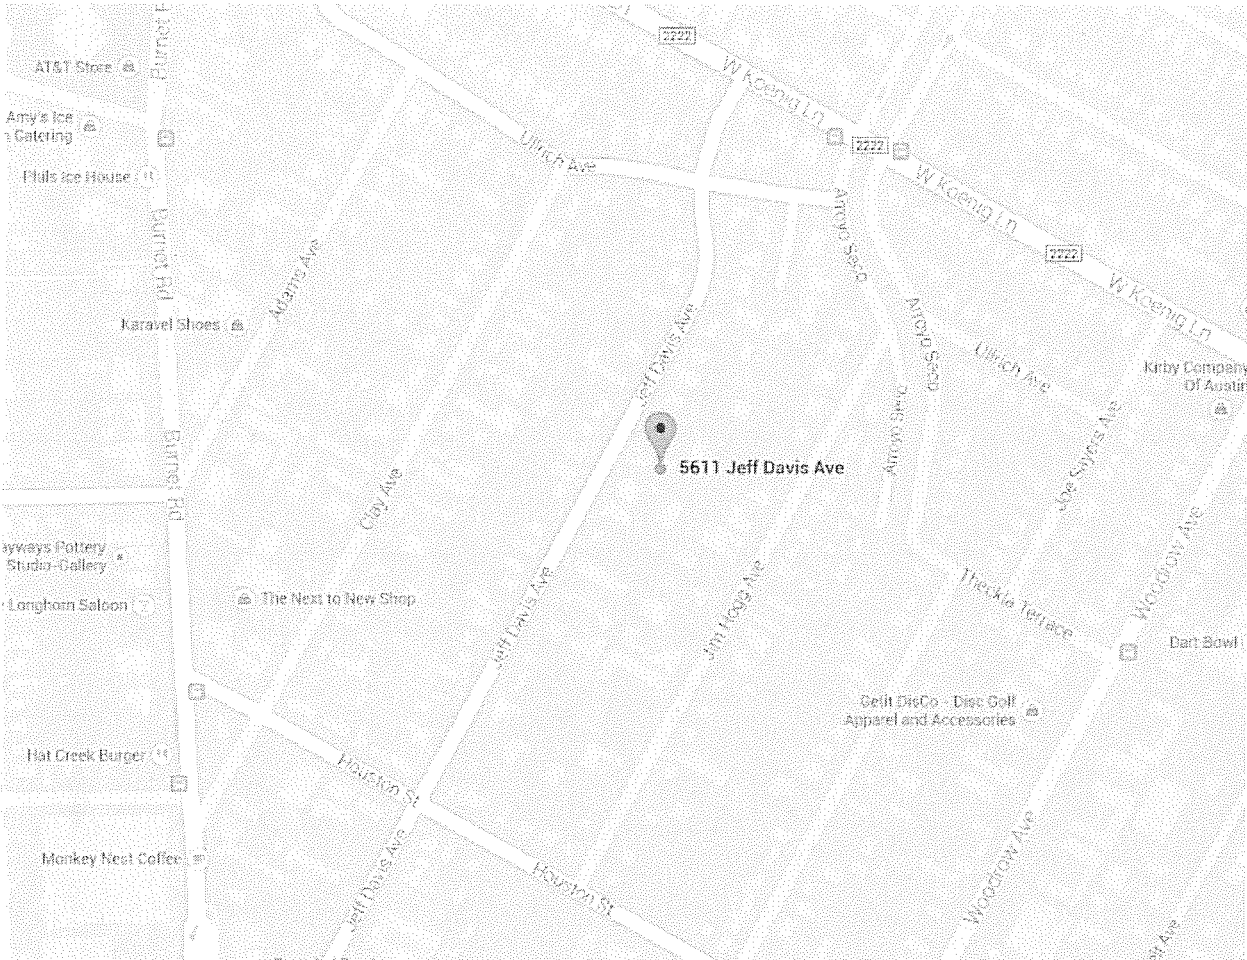 2222
Burnet
AT&T Store
W Koenig Ln
Amy's Ice
Catering
Ullrich Ave
2222
Phils Ice House
W Koenig Ln
Arroyo Seco
Burnet Rd
Adams Ave
2222
W Koenig Ln
Karavel Shoes
Jeff Davis Ave
Arroyo Seco
Ullrich Ave
Kirby Company
Of Austin
Arroyo Seco
Joe Sayers Ave
Burnet Rd
5611 Jeff Davis Ave
Clay Ave
Woodrow Ave
ayways Pottery
Studio-Gallery
Longhorn Saloon
The Next to New Shop
Jeff Davis Ave
Jim Hogg Ave
Theckla Terrace
Dart Bowl
Getit DisCo - Disc Golf
Apparel and Accessories
Hat Creek Burger
Houston St
Monkey Nest Coffee
Jeff Davis Ave
Houston St
Woodrow Ave
Ave